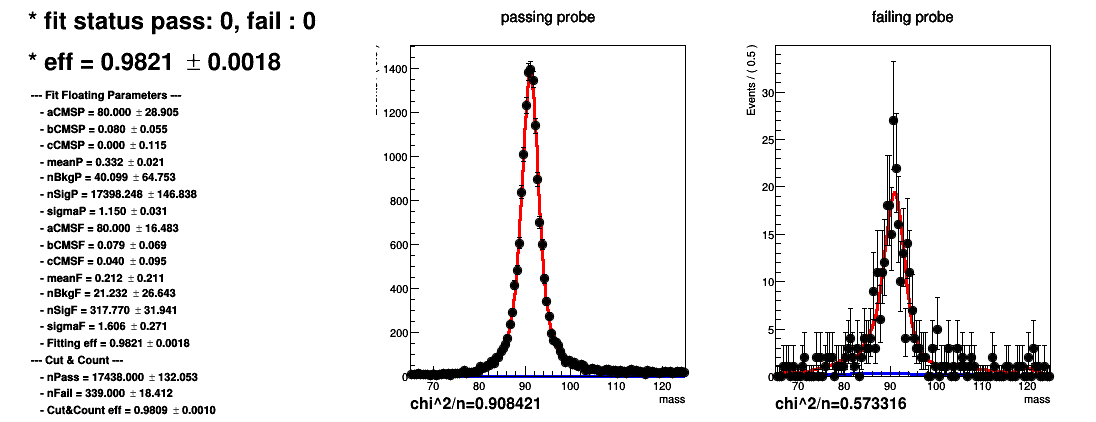 * fit status pass: 0, fail : 0
* eff = 0.9821 ± 0.0018
--- Fit Floating Parameters ---
- aCMSP = 80.000 ± 28.905
- bCMSP = 0.080 ± 0.055
- cCMSP = 0.000 ± 0.115
- meanP = 0.332 ± 0.021
- nBkgP = 40.099 ± 64.753
- nSigP = 17398.248 ± 146.838
- sigmaP = 1.150 ± 0.031
- aCMSF = 80.000 ± 16.483
- bCMSF = 0.079 ± 0.069
- cCMSF = 0.040 ± 0.095
- meanF = 0.212 ± 0.211
- nBkgF = 21.232 ± 26.643
- nSigF = 317.770 ± 31.941
- sigmaF = 1.606 ± 0.271
- Fitting eff = 0.9821 ± 0.0018
--- Cut & Count ---
- nPass = 17438.000 ± 132.053
- nFail = 339.000 ± 18.412
- Cut&Count eff = 0.9809 ± 0.0010
passing probe
1400
1200
1000
800
600
400
200
0
70 80 90 100 110 120
mass
chi^2/n=0.908421
failing probe
Events / ( 0.5 )
30
25
20
15
10
5
0
70 80 90 100 110 120
mass
chi^2/n=0.573316